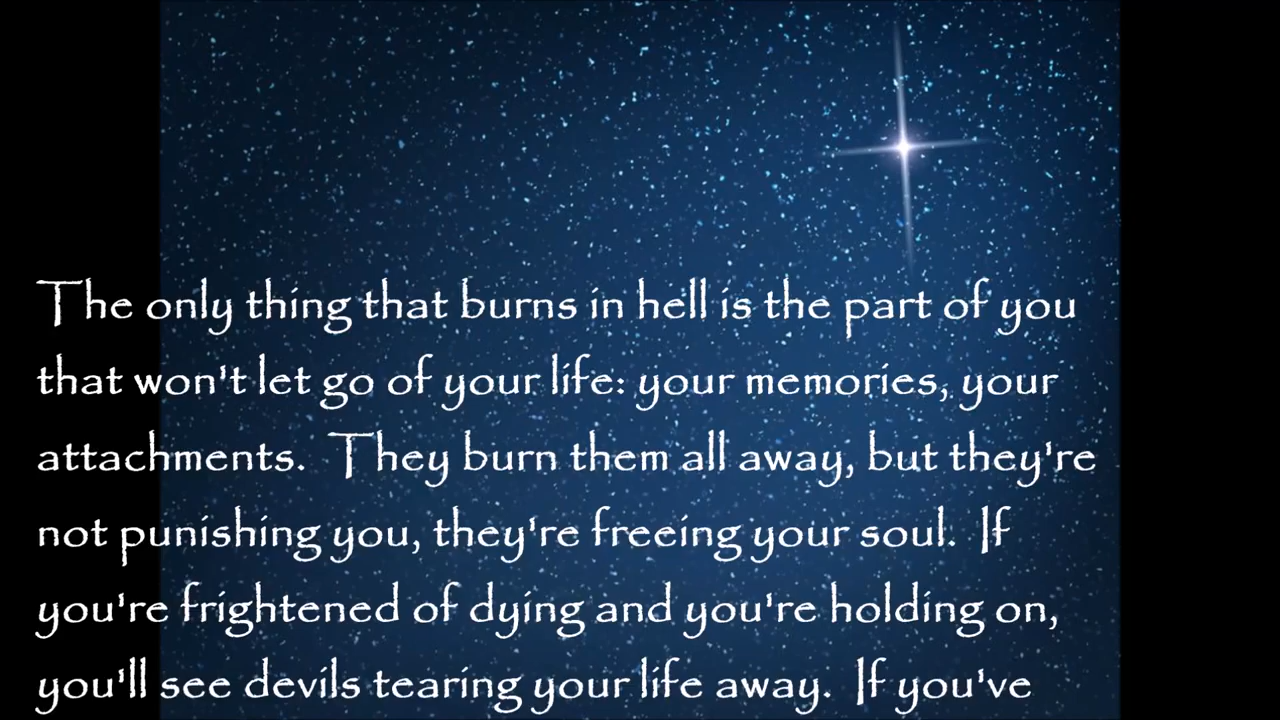 The only thing that burns in hell is the part of you
that won't let go of your life: your memories, your
attachments.  They burn them all away, but they're
not punishing you, they're freeing your soul.  If
you're frightened of dying and you're holding on,
you'll see devils tearing your life away.  If you've